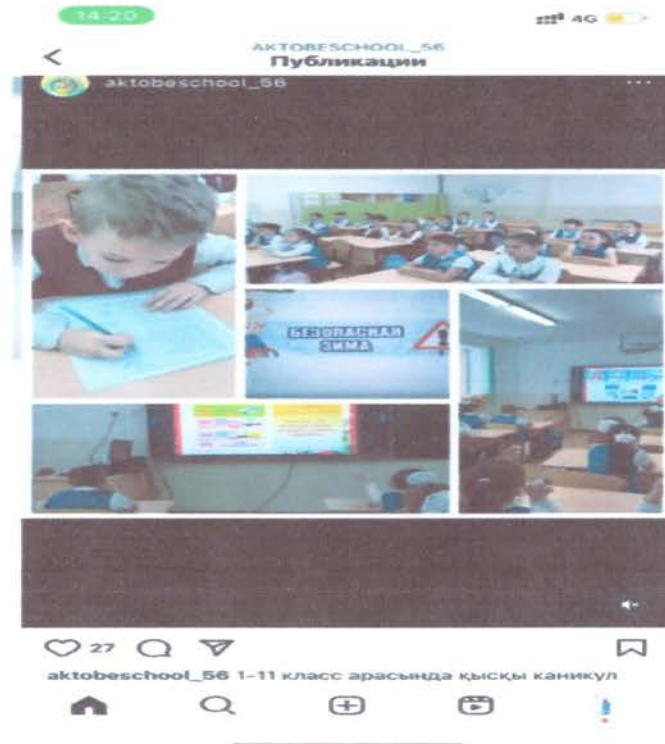 14:20
4G
AKTOBESCHOOL_56
Публикации
aktobeschool_56
БЕЗОПАСНАЯ
ЗИМА
27
aktobeschool_56 1-11 класс арасында қысқы каникул